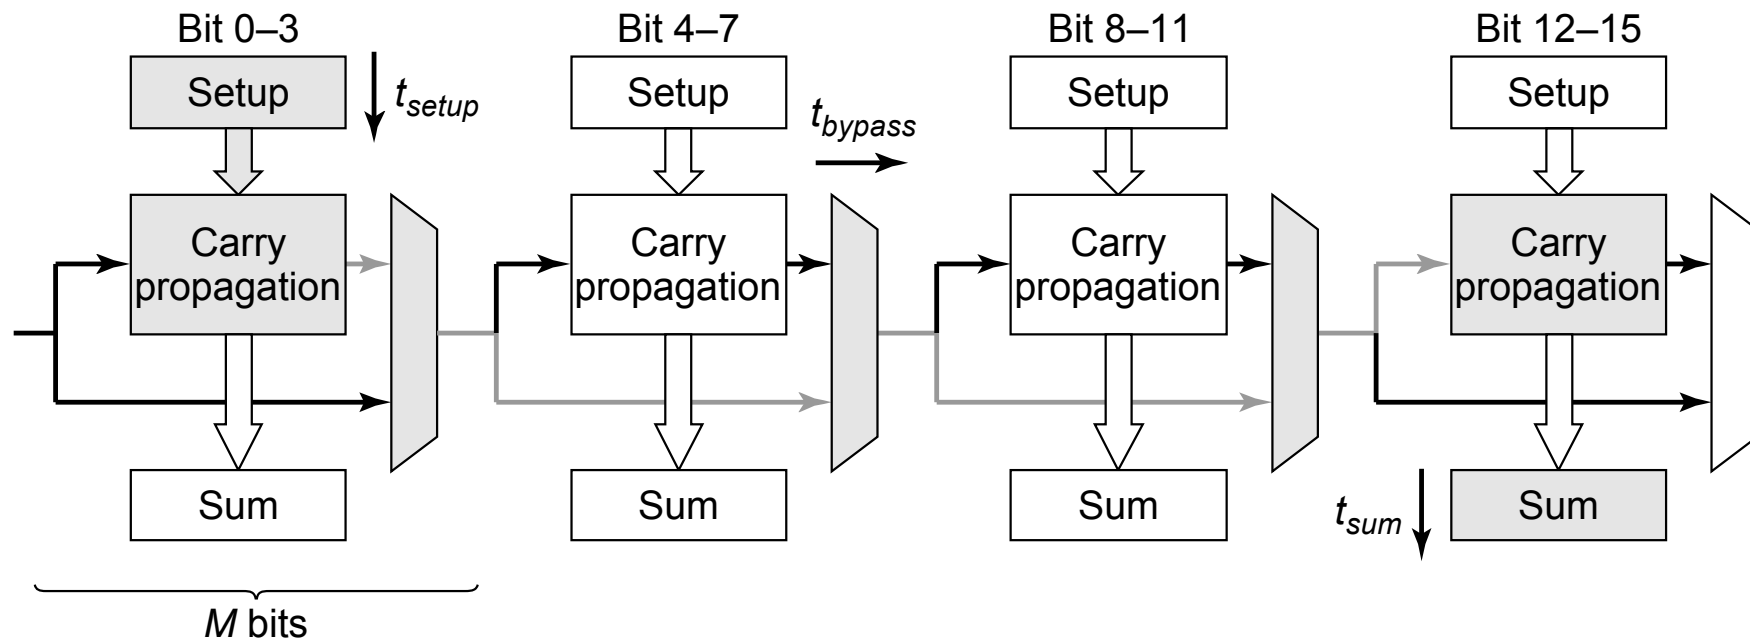 Bit 0–3
Bit 4–7
Bit 8–11
Bit 12–15
Setup
t_setup
Setup
t_bypass
Setup
Setup
Carry
propagation
Carry
propagation
Carry
propagation
Carry
propagation
Sum
Sum
Sum
t_sum
Sum
M bits